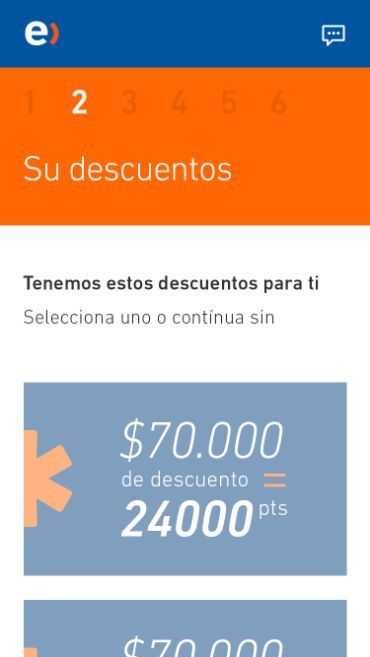 e)
1 2 3 4 5 6
Su descuentos
Tenemos estos descuentos para ti
Selecciona uno o contínua sin
$70.000
de descuento =
24000 pts
$70.000